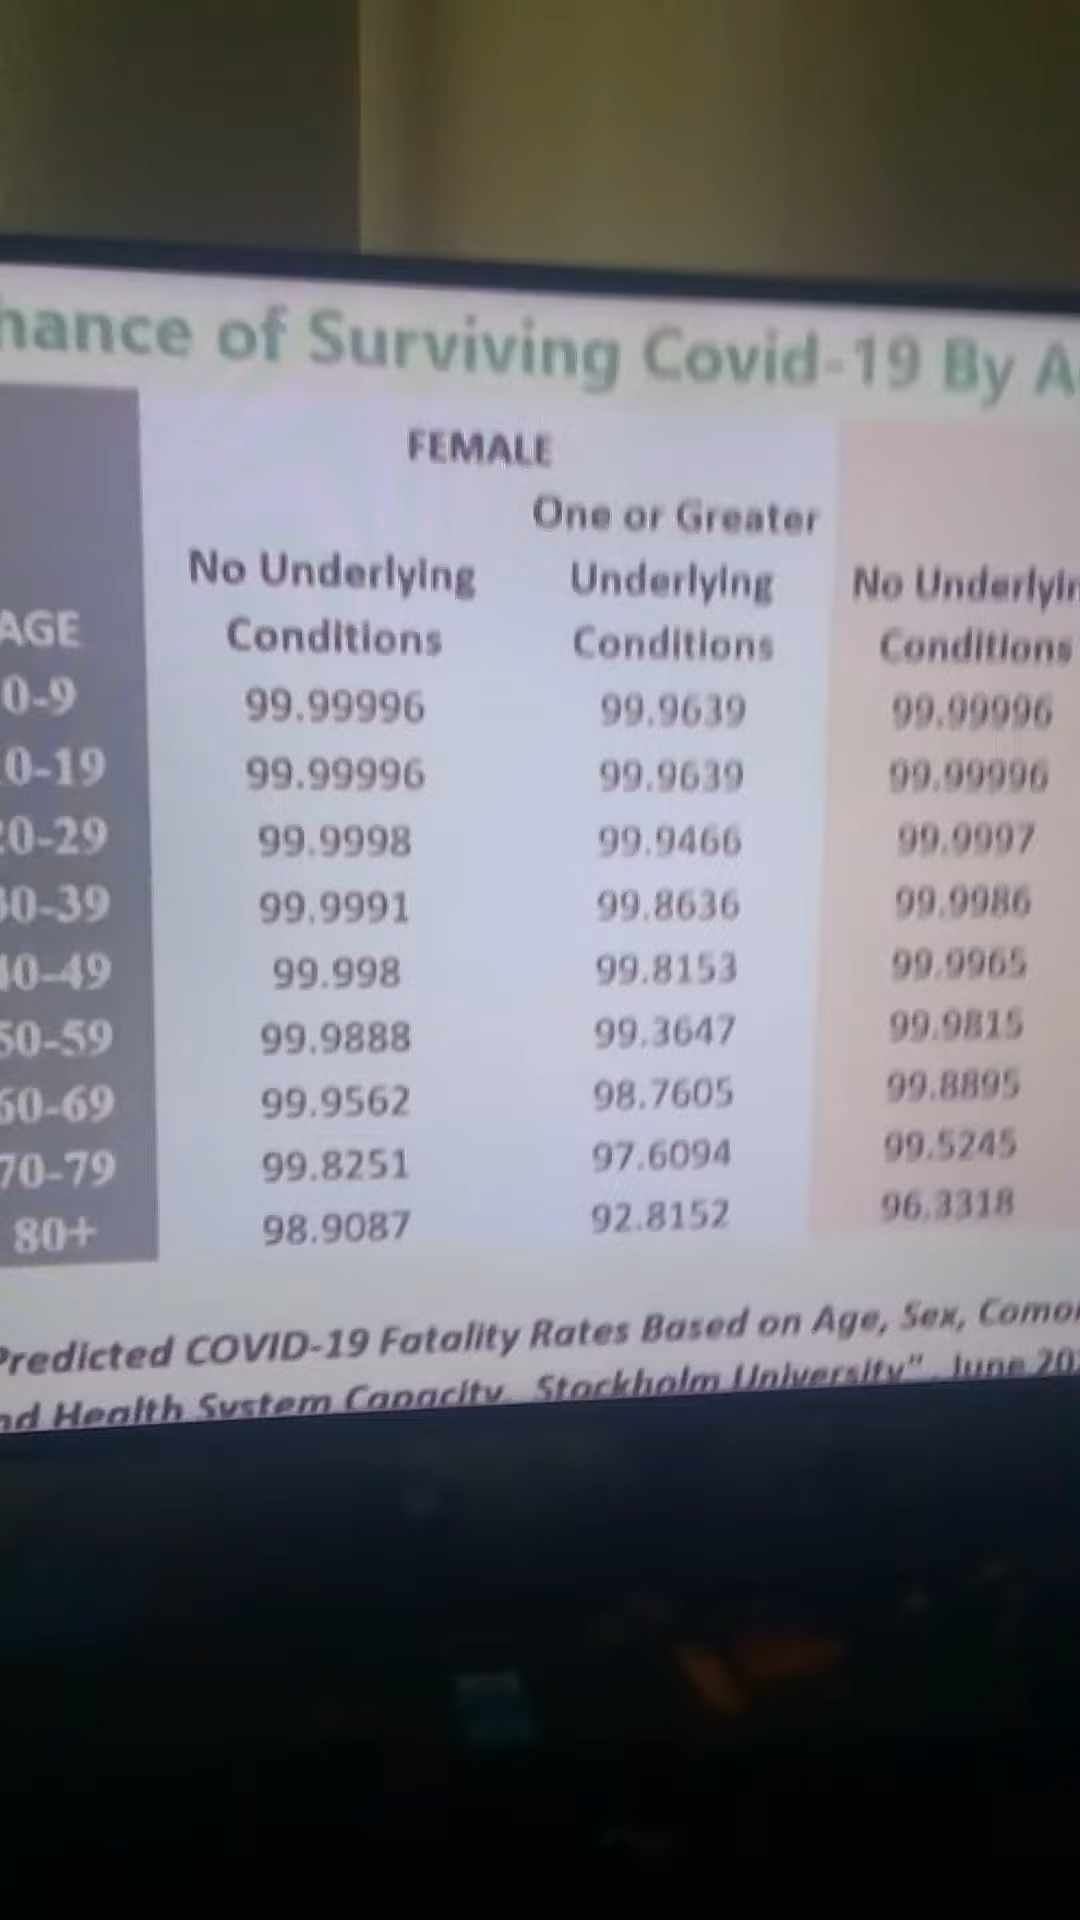 hance of Surviving Covid-19 By A
FEMALE
One or Greater
No Underlying Underlying No Underlyin
AGE Conditions Conditions Conditions
0-9 99.99996 99.9639 99.99996
0-19 99.99996 99.9639 99.99996
20-29 99.9998 99.9466 99.9997
30-39 99.9991 99.8636 99.9986
40-49 99.998 99.8153 99.9965
50-59 99.9888 99.3647 99.9815
60-69 99.9562 98.7605 99.8895
70-79 99.8251 97.6094 99.5245
80+ 98.9087 92.8152 96.3318
Predicted COVID-19 Fatality Rates Based on Age, Sex, Comor
nd Health System Capacity Stockholm University" June 20